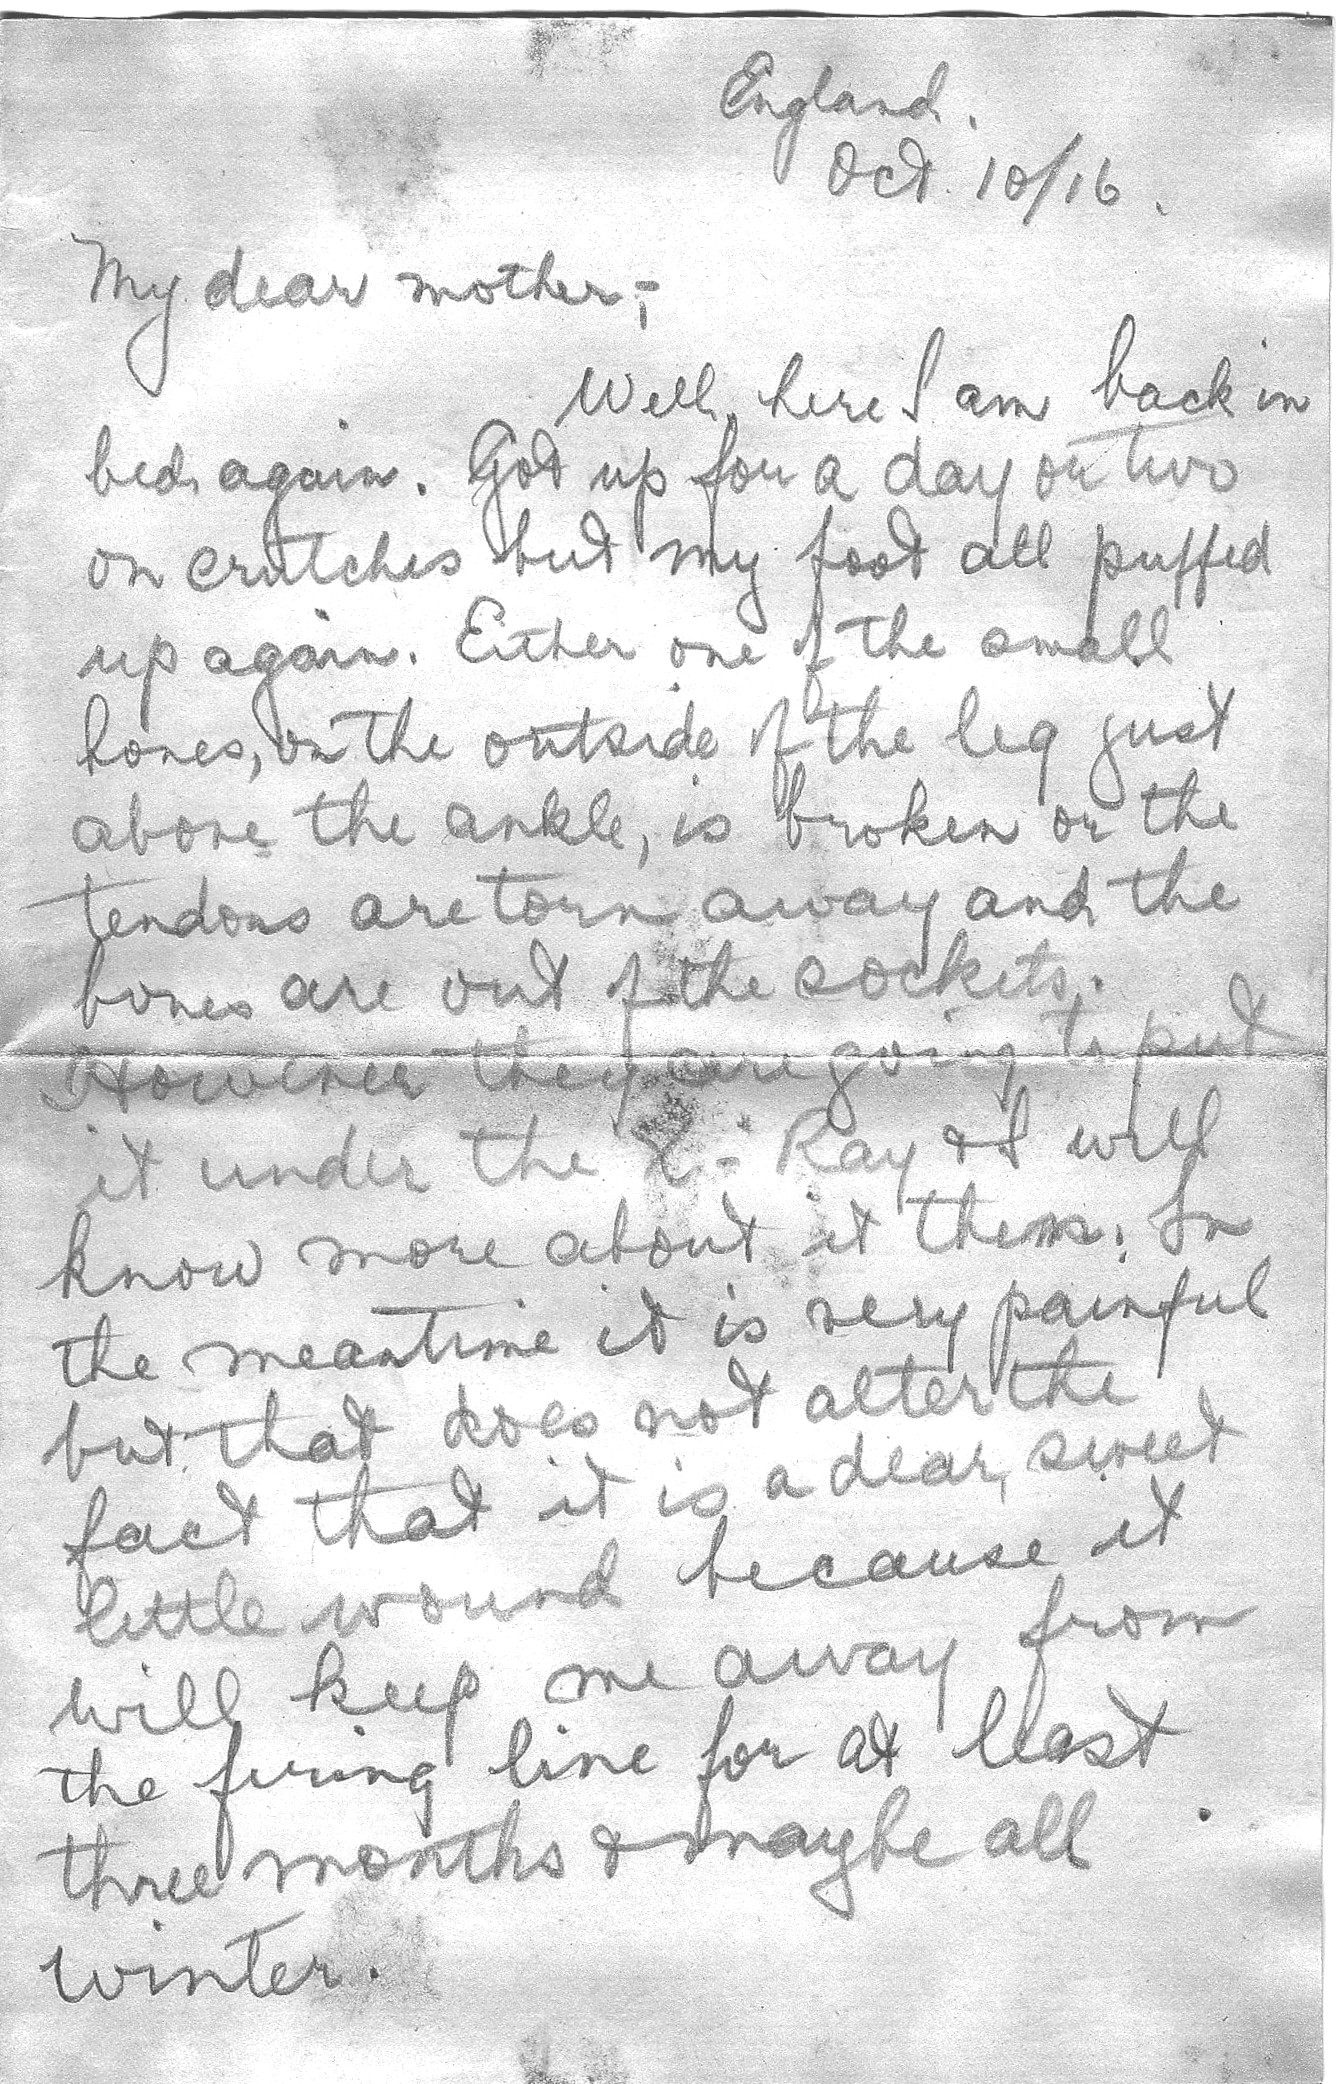 England.
Oct. 10/16.
My dear mother;-
Well, here I am back in
bed again. Got up for a day or two
on crutches but my foot all puffed
up again. Either one of the small
bones, on the outside of the leg just
above the ankle, is broken or the
tendons are torn away and the
bones are out of the sockets.
However they are going to put
it under the X-Ray & I will
know more about it then. In
the meantime it is very painful
but that does not alter the
fact that it is a dear, sweet
little wound because it
will keep me away from
the firing line for at least
three months & maybe all
winter.